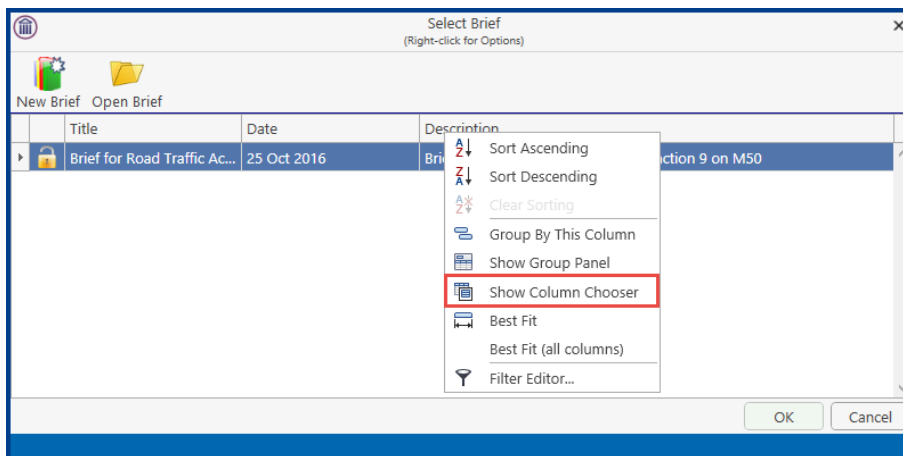 Select Brief
(Right-click for Options)
New Brief Open Brief
Title Date Description
Brief for Road Traffic Ac... 25 Oct 2016 ction 9 on M50
Sort Ascending
Sort Descending
Clear Sorting
Group By This Column
Show Group Panel
Show Column Chooser
Best Fit
Best Fit (all columns)
Filter Editor...
OK Cancel